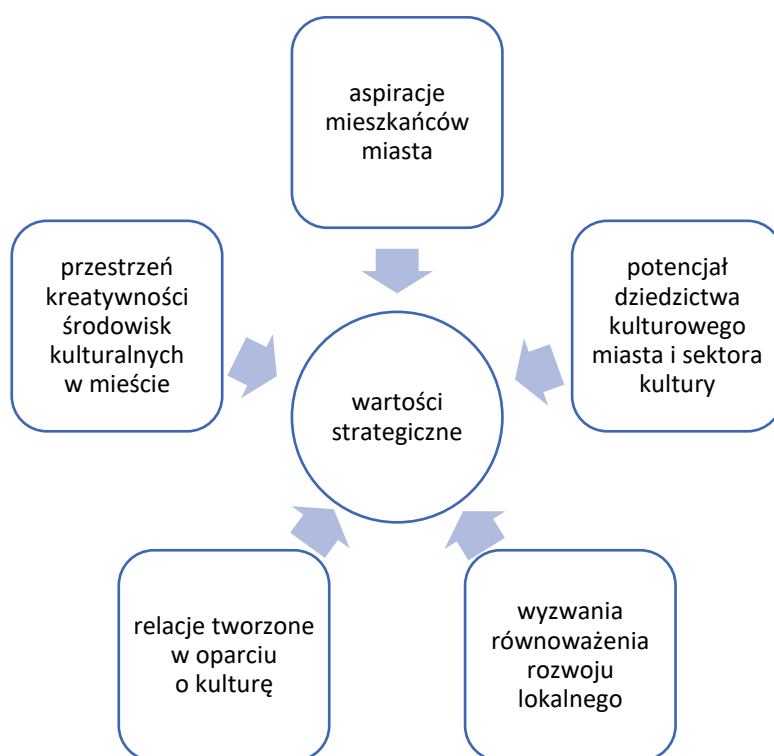 aspiracje
mieszkańców
miasta
przestrzeń
kreatywności
środowisk
kulturalnych
w mieście
potencjał
dziedzictwa
kulturowego
miasta i sektora
kultury
wartości
strategiczne
relacje tworzone
w oparciu
o kulturę
wyzwania
równoważenia
rozwoju
lokalnego